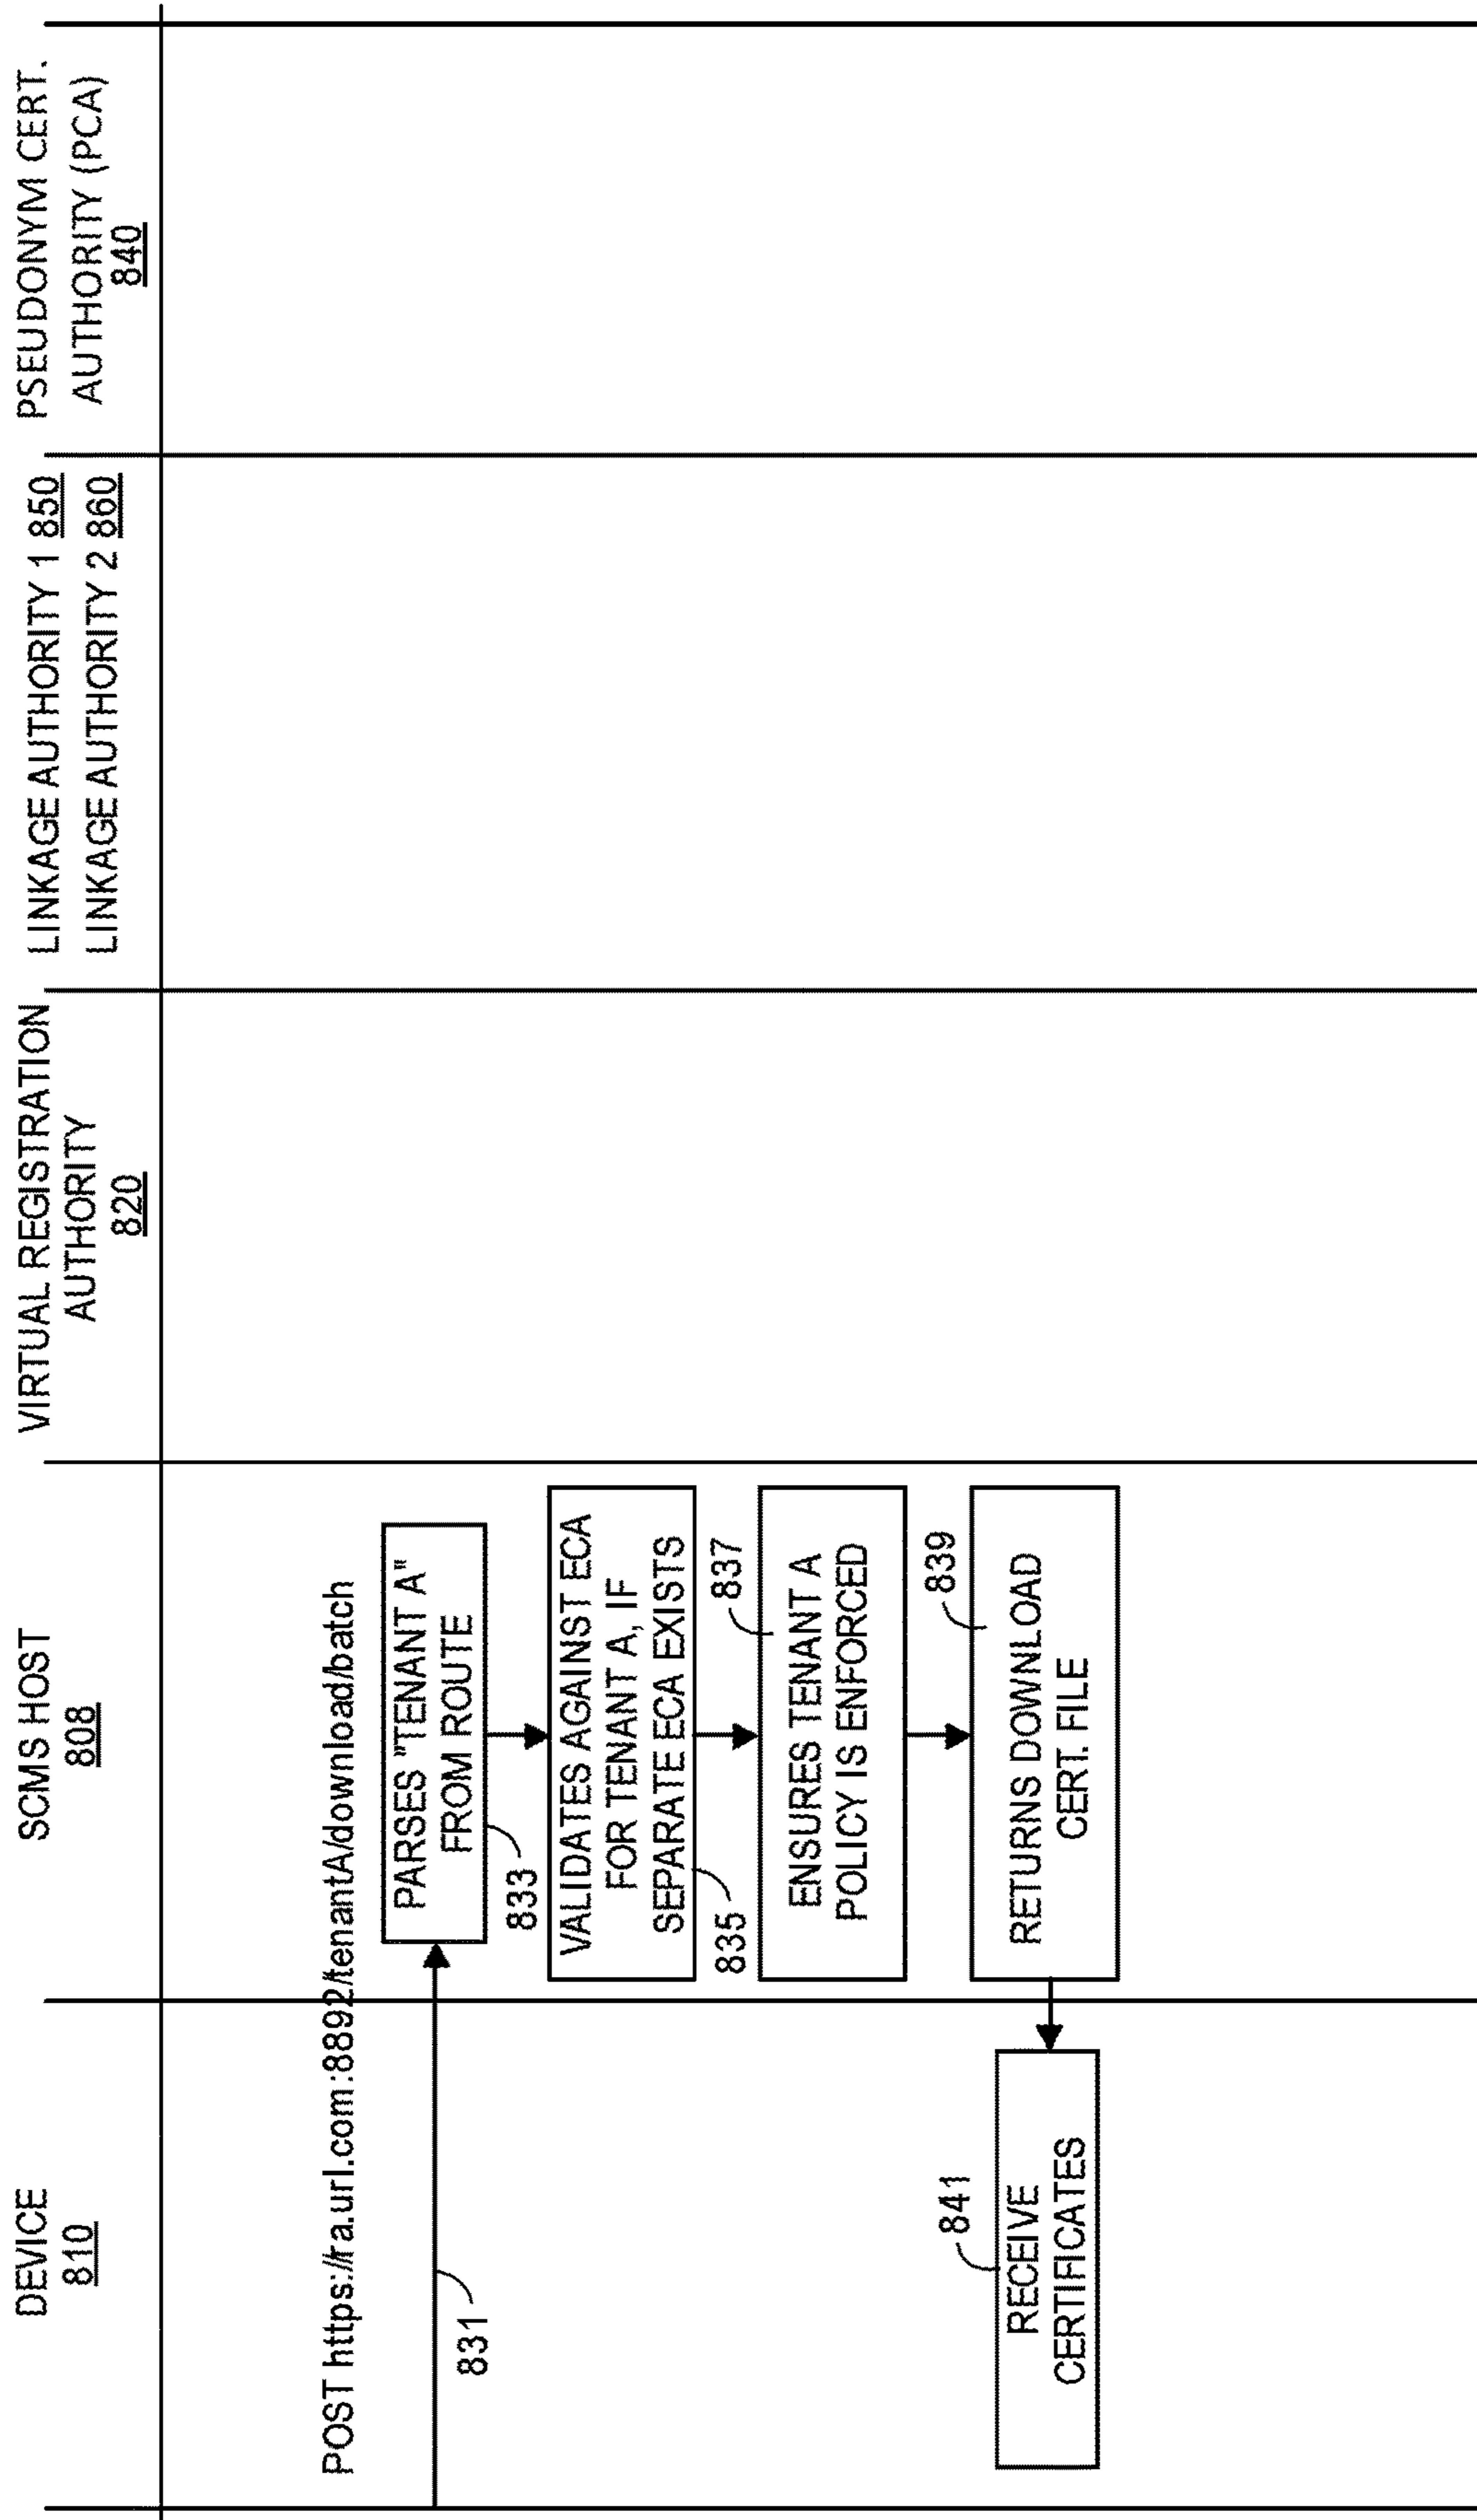 DEVICE
810
SCMS HOST
808
VIRTUAL REGISTRATION
AUTHORITY
820
LINKAGE AUTHORITY 1 850
LINKAGE AUTHORITY 2 860
PSEUDONYM CERT.
AUTHORITY (PCA)
840
POST https://ra.url.com:8892/tenantA/download/batch
831
PARSES "TENANT A"
FROM ROUTE
833
VALIDATES AGAINST ECA
FOR TENANT A, IF
SEPARATE ECA EXISTS
835
837
ENSURES TENANT A
POLICY IS ENFORCED
839
RETURNS DOWNLOAD
CERT. FILE
841
RECEIVE
CERTIFICATES